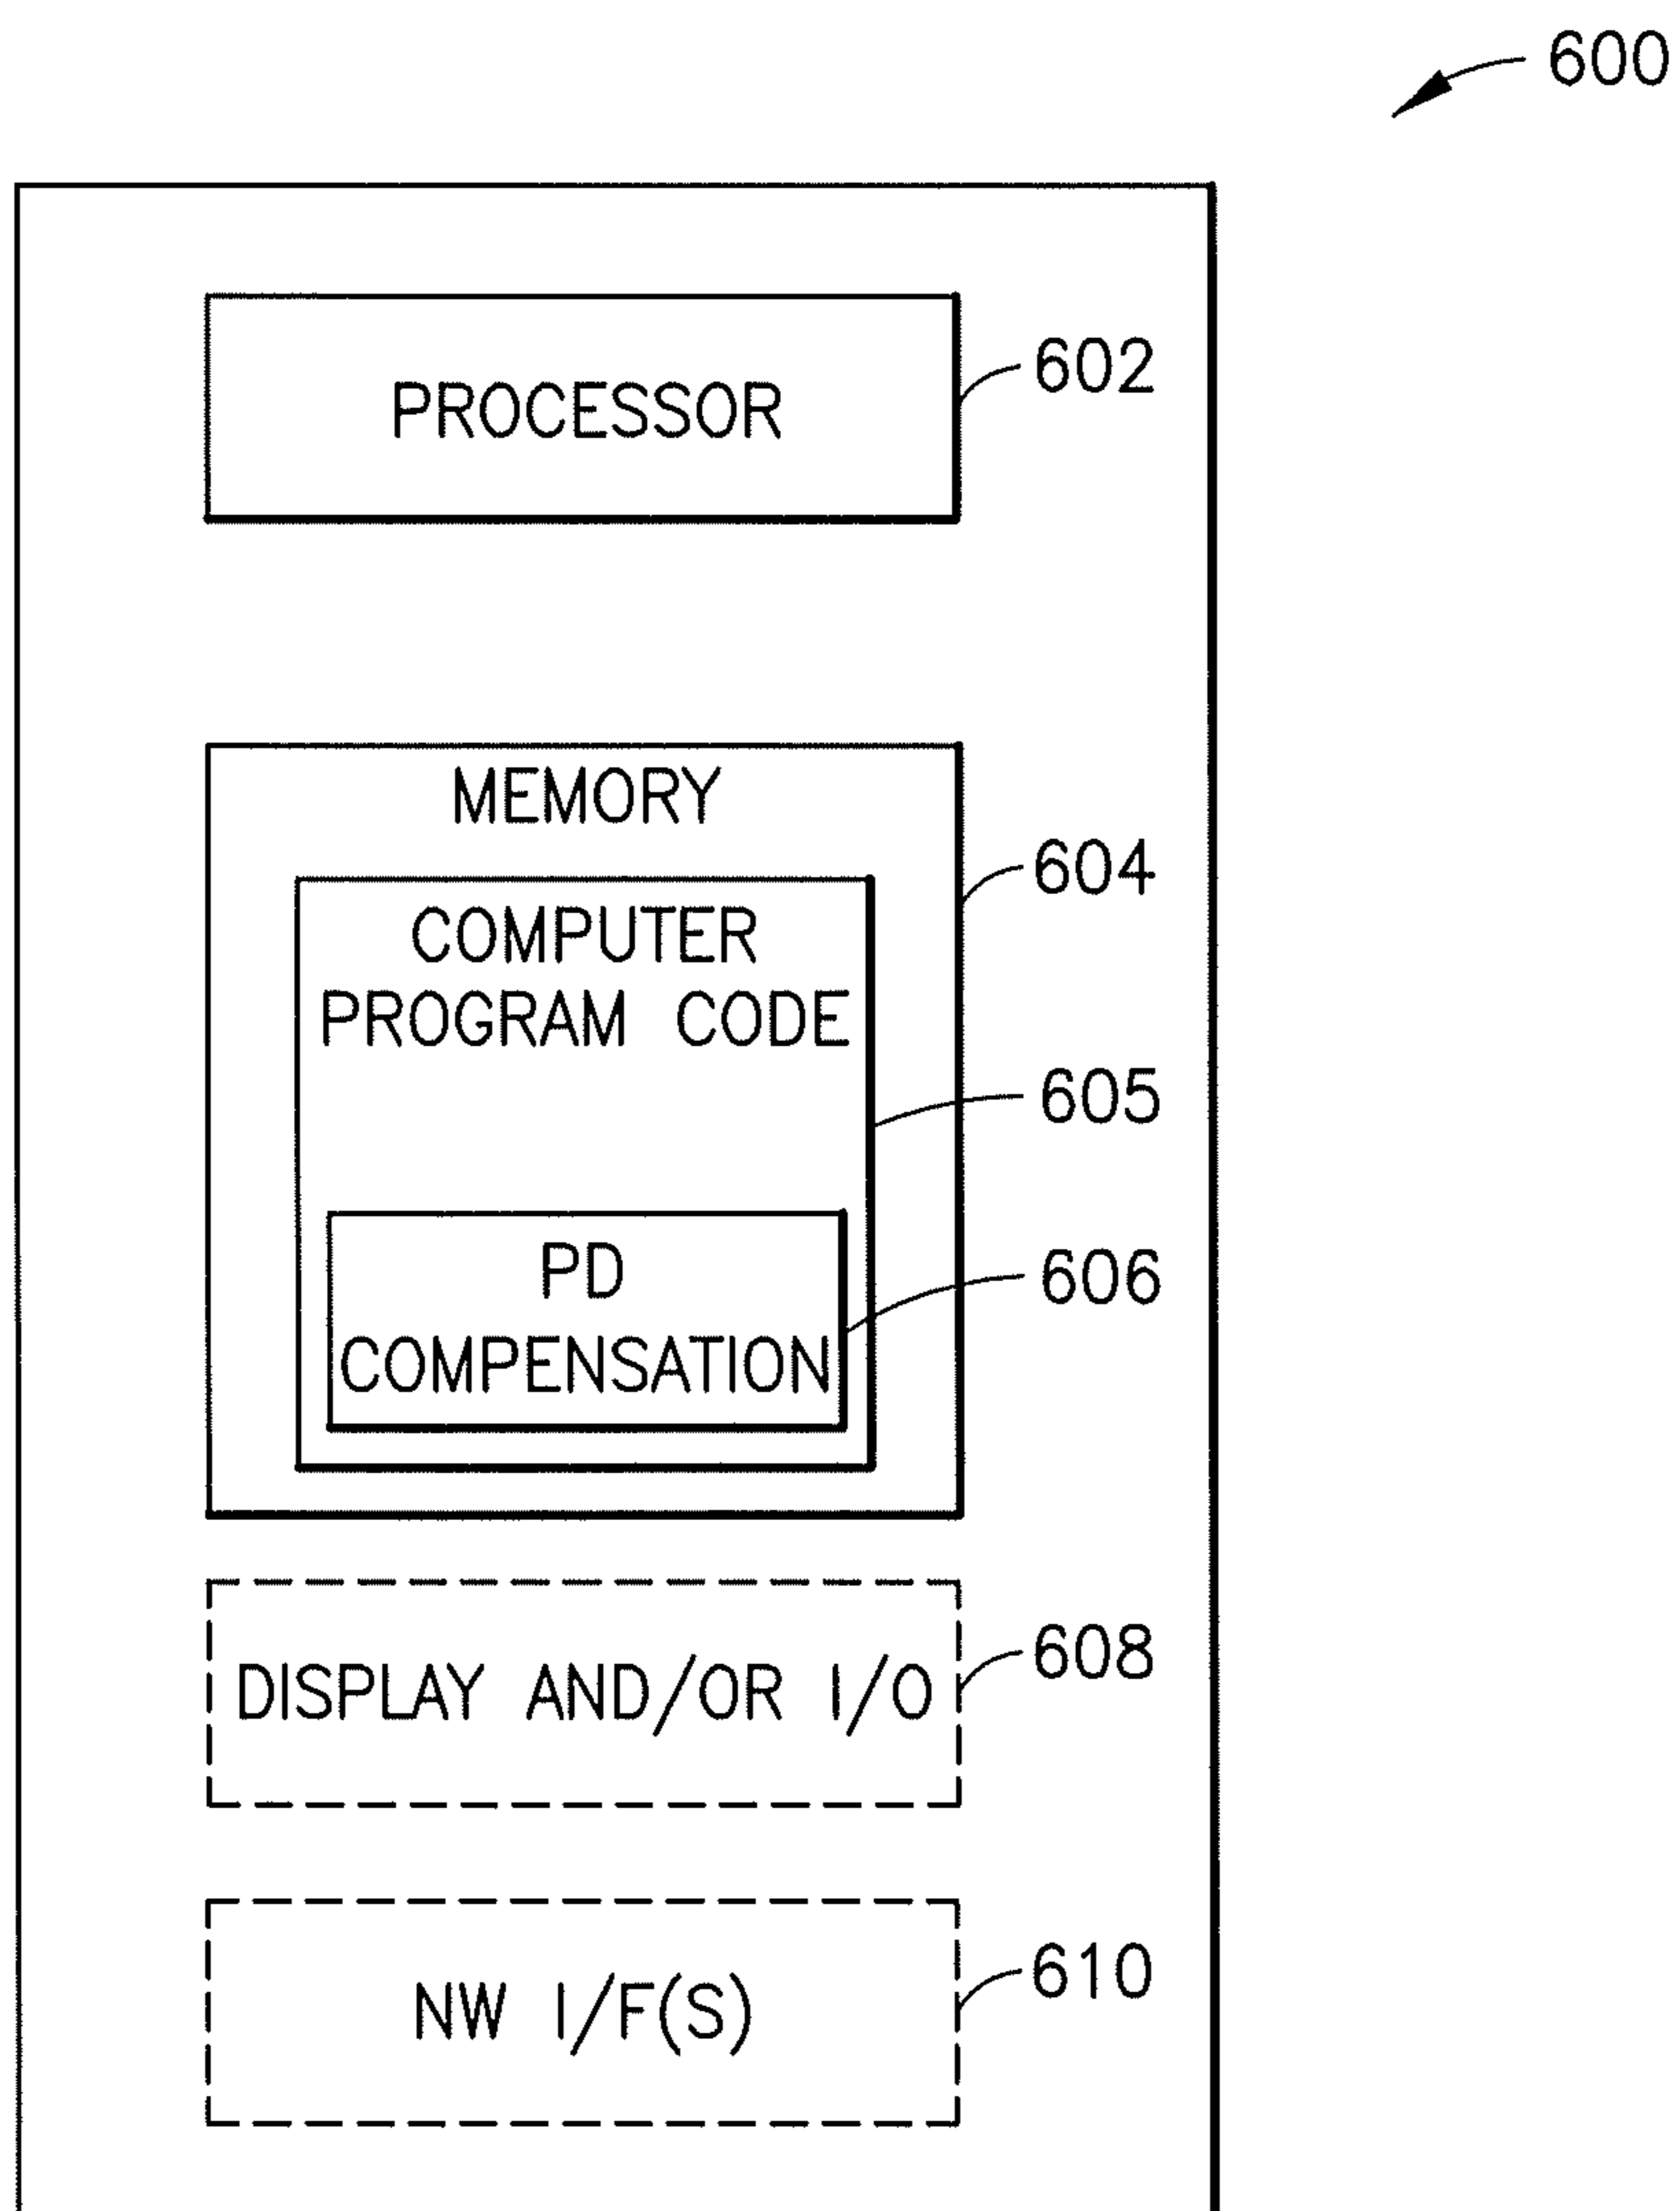 600
PROCESSOR
602
MEMORY
604
COMPUTER
PROGRAM CODE
605
PD
606
COMPENSATION
DISPLAY AND/OR I/O
608
NW I/F(S)
610